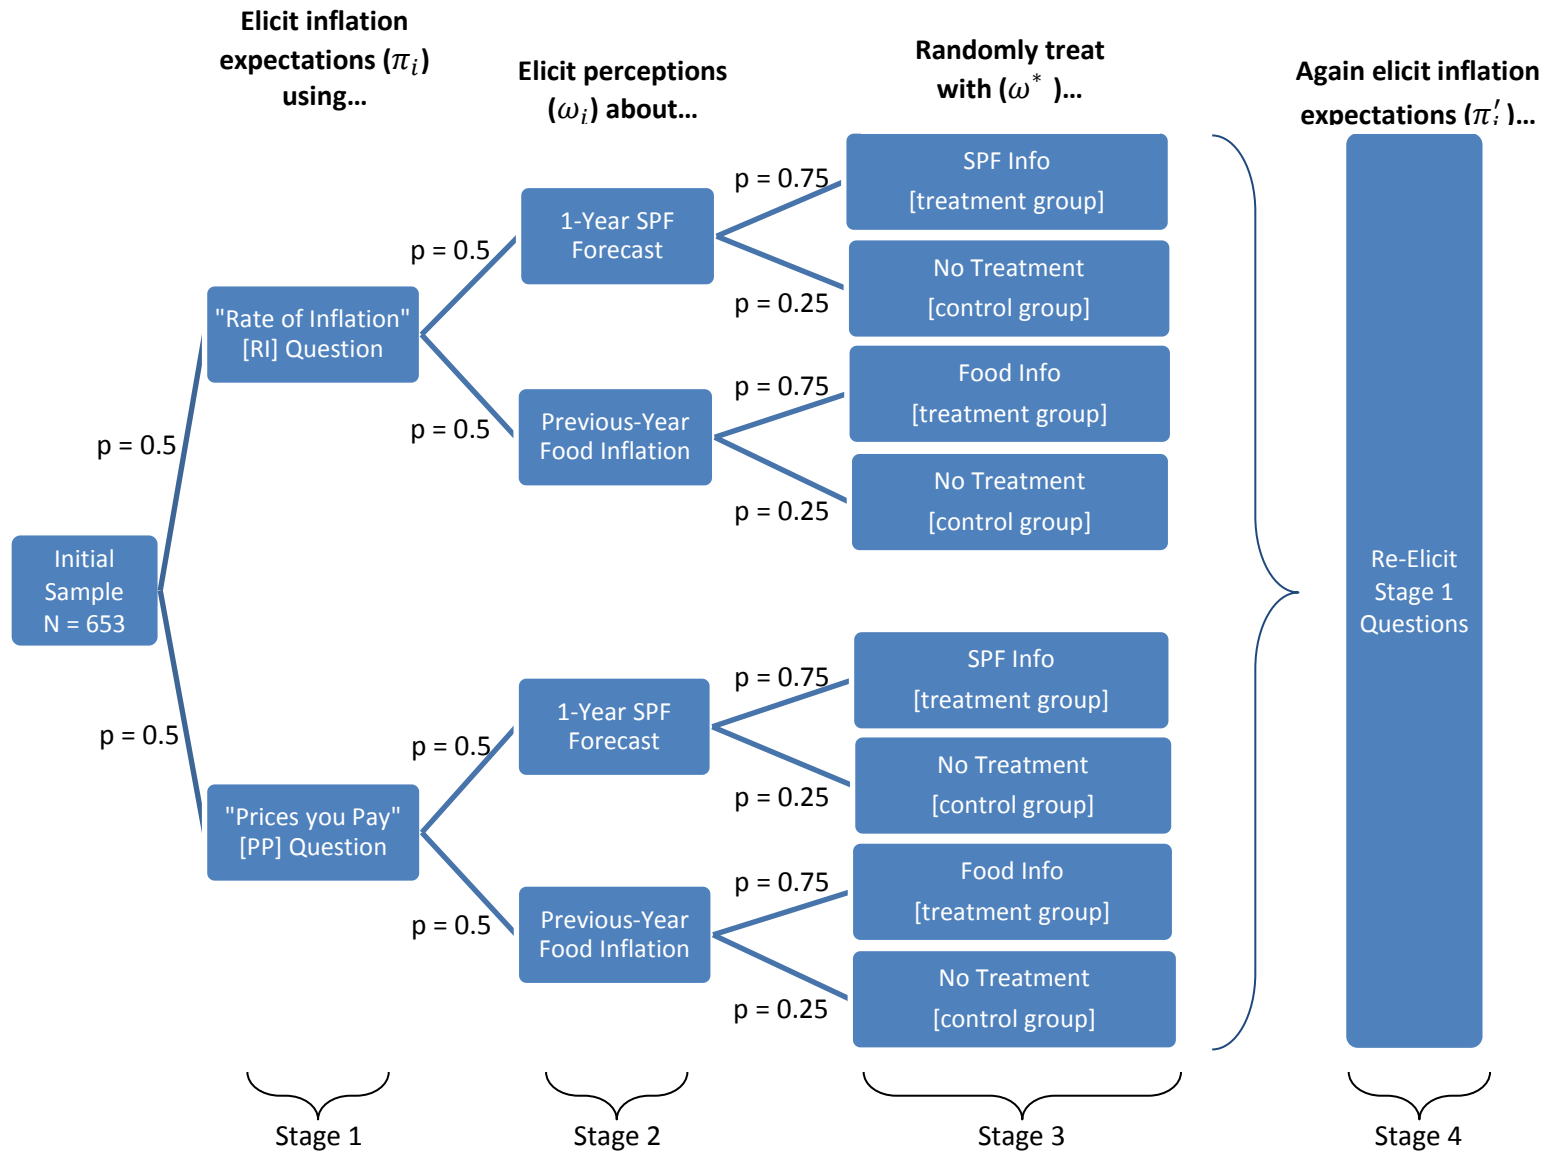 Elicit inflation
expectations (π_i)
using…
Elicit perceptions
(ω_i) about…
Randomly treat
with (ω* )…
Again elicit inflation
expectations (π′_i )…
Initial
Sample
N = 653
p = 0.5
p = 0.5
"Rate of Inflation"
[RI] Question
p = 0.5
p = 0.5
1-Year SPF
Forecast
p = 0.75
p = 0.25
SPF Info
[treatment group]
No Treatment
[control group]
Previous-Year
Food Inflation
p = 0.75
p = 0.25
Food Info
[treatment group]
No Treatment
[control group]
"Prices you Pay"
[PP] Question
p = 0.5
p = 0.5
1-Year SPF
Forecast
p = 0.75
p = 0.25
SPF Info
[treatment group]
No Treatment
[control group]
Previous-Year
Food Inflation
p = 0.75
p = 0.25
Food Info
[treatment group]
No Treatment
[control group]
Re-Elicit
Stage 1
Questions
Stage 1
Stage 2
Stage 3
Stage 4